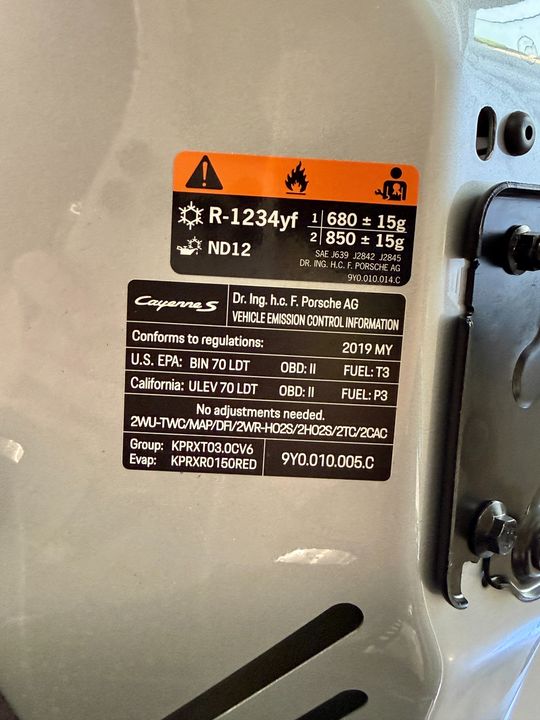 R-1234yf 1 680 ± 15g
2 850 ± 15g
ND12
SAE J639 J2842 J2845
DR. ING. H.C. F. PORSCHE AG
9Y0.010.014.C
Cayenne S
Dr. Ing. h.c. F. Porsche AG
VEHICLE EMISSION CONTROL INFORMATION
Conforms to regulations: 2019 MY
U.S. EPA: BIN 70 LDT OBD: II FUEL: T3
California: ULEV 70 LDT OBD: II FUEL: P3
No adjustments needed.
2WU-TWC/MAP/DFI/2WR-HO2S/2HO2S/2TC/2CAC
Group: KPRXT03.0CV6
Evap: KPRXR0150RED
9Y0.010.005.C